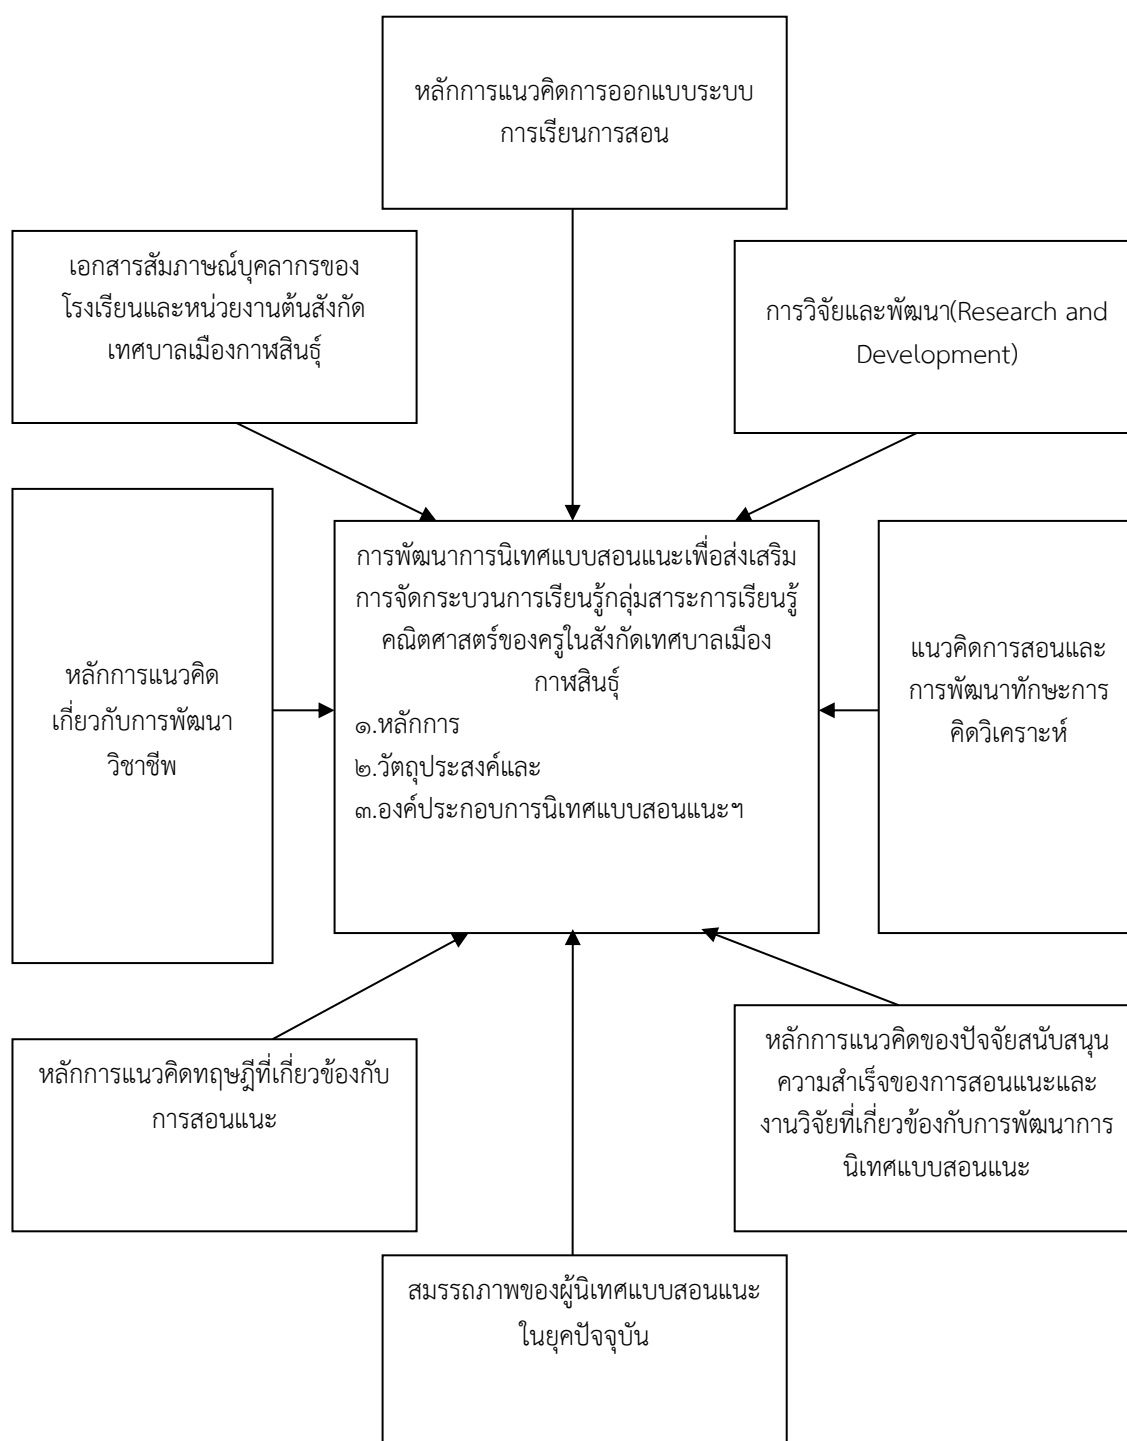 หลักการแนวคิดการออกแบบระบบ
การเรียนการสอน
เอกสารสัมภาษณ์บุคลากรของ
โรงเรียนและหน่วยงานต้นสังกัด
เทศบาลเมืองกาฬสินธุ์
การวิจัยและพัฒนา(Research and
Development)
หลักการแนวคิด
เกี่ยวกับการพัฒนา
วิชาชีพ
การพัฒนาการนิเทศแบบสอนแนะเพื่อส่งเสริม
การจัดกระบวนการเรียนรู้กลุ่มสาระการเรียนรู้
คณิตศาสตร์ของครูในสังกัดเทศบาลเมือง
กาฬสินธุ์
๑.หลักการ
๒.วัตถุประสงค์และ
๓.องค์ประกอบการนิเทศแบบสอนแนะฯ
แนวคิดการสอนและ
การพัฒนาทักษะการ
คิดวิเคราะห์
หลักการแนวคิดทฤษฎีที่เกี่ยวข้องกับ
การสอนแนะ
หลักการแนวคิดของปัจจัยสนับสนุน
ความสำเร็จของการสอนแนะและ
งานวิจัยที่เกี่ยวข้องกับการพัฒนาการ
นิเทศแบบสอนแนะ
สมรรถภาพของผู้นิเทศแบบสอนแนะ
ในยุคปัจจุบัน